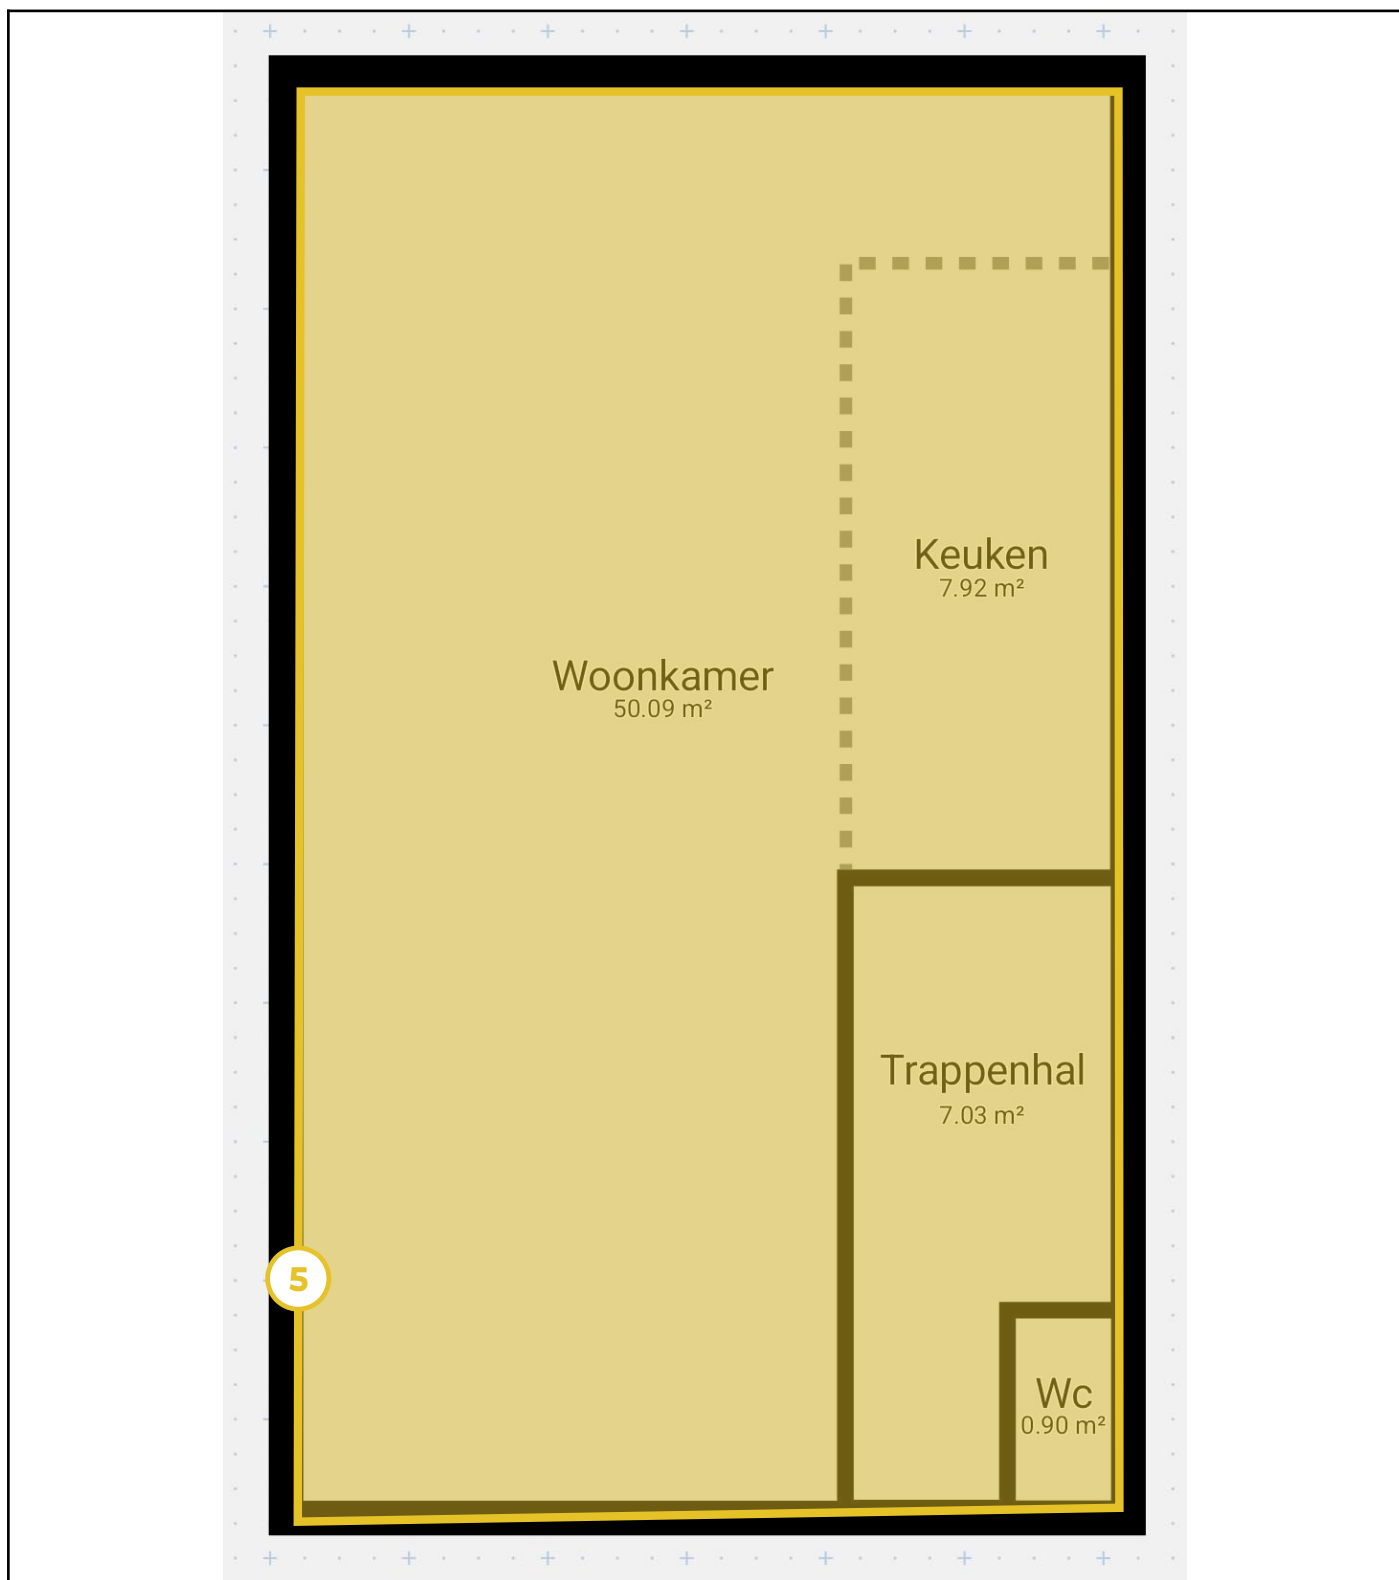 Keuken
7.92 m²
Woonkamer
50.09 m²
Trappenhal
7.03 m²
5
Wc
0.90 m²